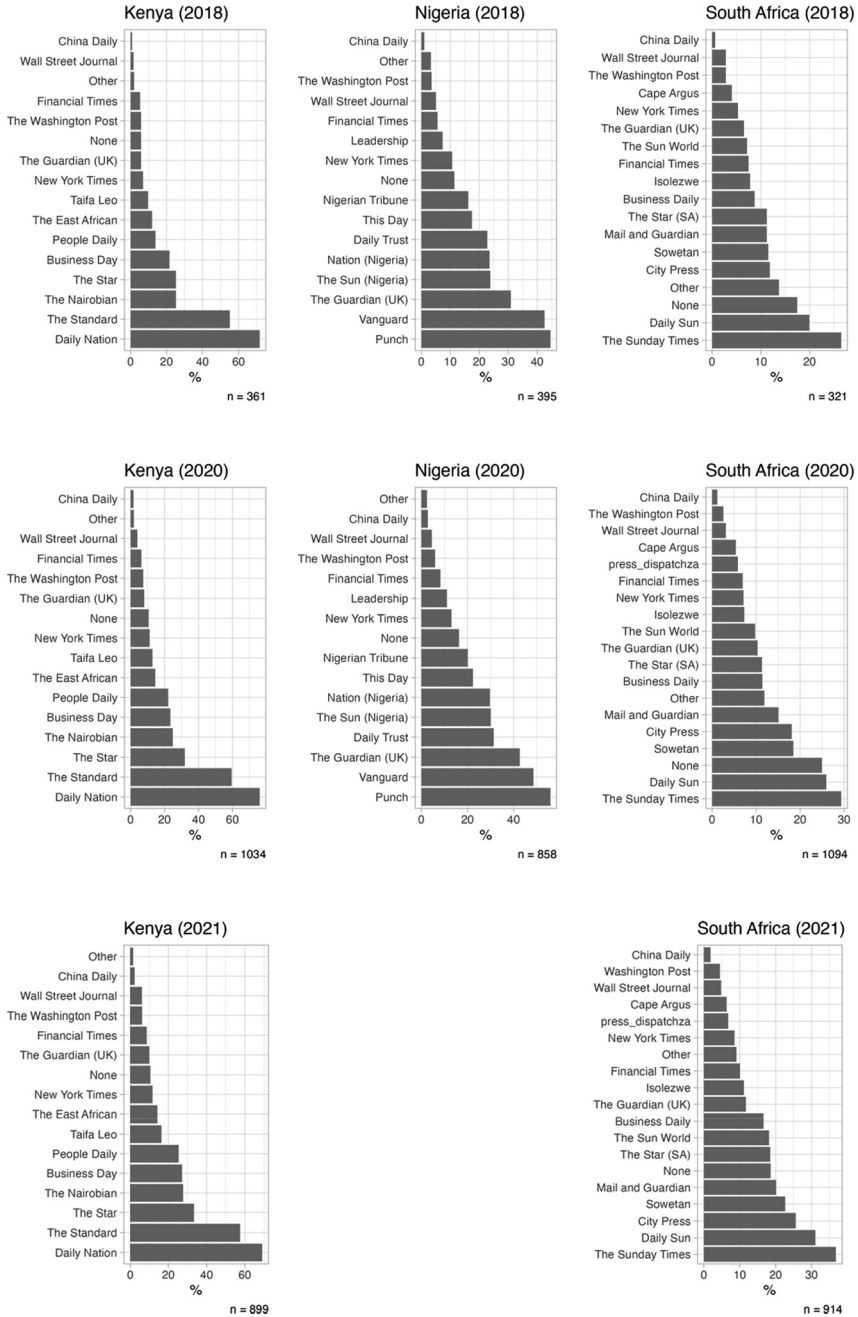 Kenya (2018)
China Daily
Wall Street Journal
Other
Financial Times
The Washington Post
None
The Guardian (UK)
New York Times
Taifa Leo
The East African
People Daily
Business Day
The Star
The Nairobian
The Standard
Daily Nation
0 20 40 60
%
n = 361
Nigeria (2018)
China Daily
Other
The Washington Post
Wall Street Journal
Financial Times
Leadership
New York Times
None
Nigerian Tribune
This Day
Daily Trust
Nation (Nigeria)
The Sun (Nigeria)
The Guardian (UK)
Vanguard
Punch
0 10 20 30 40
%
n = 395
South Africa (2018)
China Daily
Wall Street Journal
The Washington Post
Cape Argus
New York Times
The Guardian (UK)
The Sun World
Financial Times
Isolezwe
Business Daily
The Star (SA)
Mail and Guardian
Sowetan
City Press
Other
None
Daily Sun
The Sunday Times
0 10 20
%
n = 321
Kenya (2020)
China Daily
Other
Wall Street Journal
Financial Times
The Washington Post
The Guardian (UK)
None
New York Times
Taifa Leo
The East African
People Daily
Business Day
The Nairobian
The Star
The Standard
Daily Nation
0 20 40 60
%
n = 1034
Nigeria (2020)
Other
China Daily
Wall Street Journal
The Washington Post
Financial Times
Leadership
New York Times
None
Nigerian Tribune
This Day
Nation (Nigeria)
The Sun (Nigeria)
Daily Trust
The Guardian (UK)
Vanguard
Punch
0 20 40
%
n = 858
South Africa (2020)
China Daily
The Washington Post
Wall Street Journal
Cape Argus
press_dispatchza
Financial Times
New York Times
Isolezwe
The Sun World
The Guardian (UK)
The Star (SA)
Business Daily
Other
Mail and Guardian
City Press
Sowetan
None
Daily Sun
The Sunday Times
0 10 20 30
%
n = 1094
Kenya (2021)
Other
China Daily
Wall Street Journal
The Washington Post
Financial Times
The Guardian (UK)
None
New York Times
The East African
Taifa Leo
People Daily
Business Day
The Nairobian
The Star
The Standard
Daily Nation
0 20 40 60
%
n = 899
South Africa (2021)
China Daily
Washington Post
Wall Street Journal
Cape Argus
press_dispatchza
New York Times
Other
Financial Times
Isolezwe
The Guardian (UK)
Business Daily
The Sun World
The Star (SA)
None
Mail and Guardian
Sowetan
City Press
Daily Sun
The Sunday Times
0 10 20 30
%
n = 914